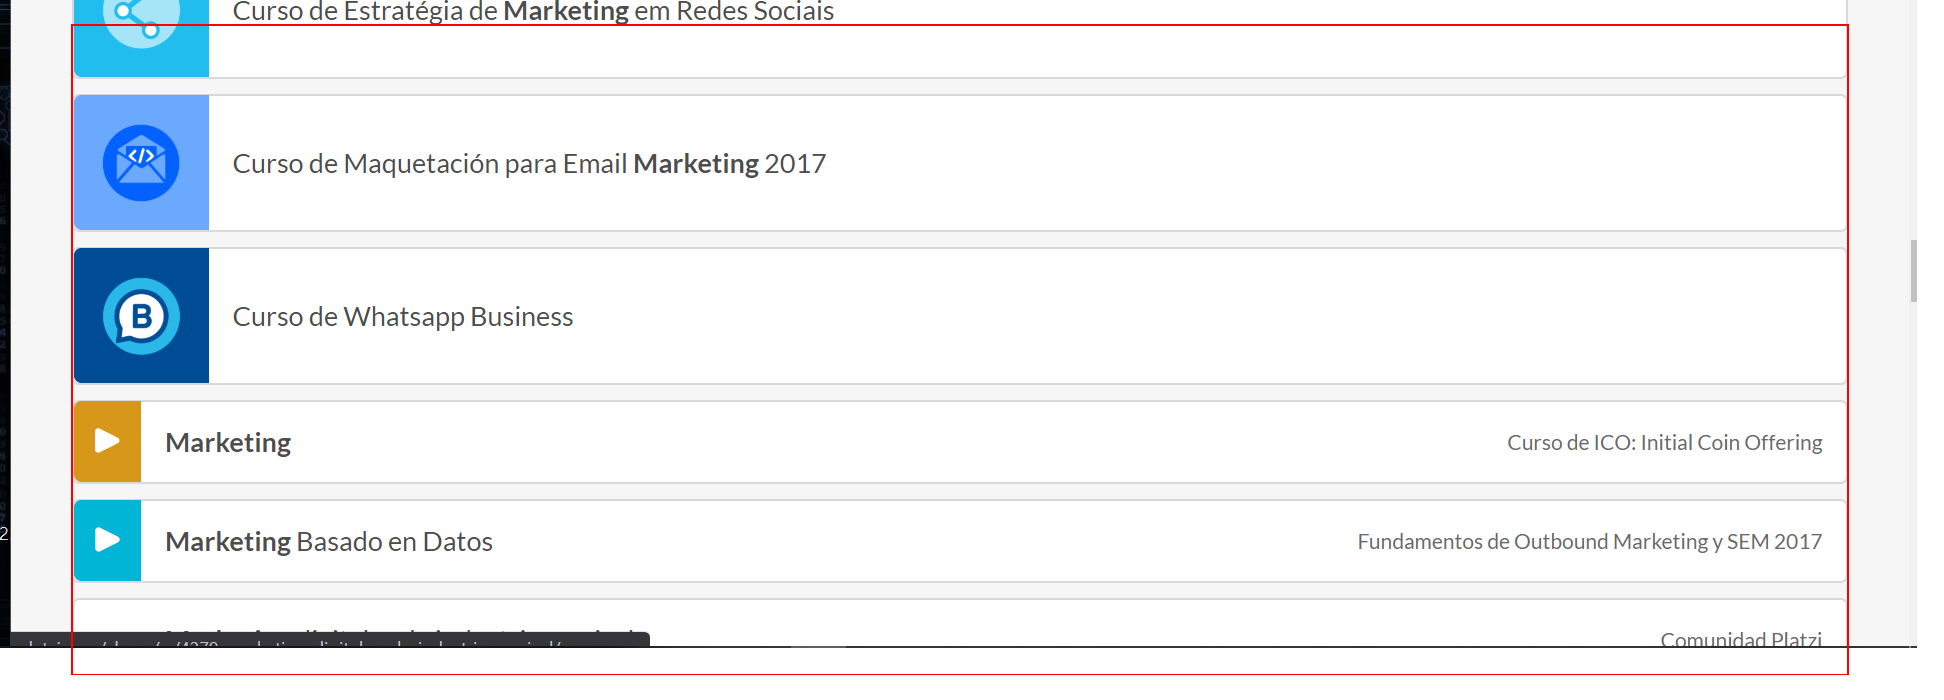 Curso de Estratégia de Marketing em Redes Sociais
</>
Curso de Maquetación para Email Marketing 2017
B
Curso de Whatsapp Business
Marketing
Curso de ICO: Initial Coin Offering
Marketing Basado en Datos
Fundamentos de Outbound Marketing y SEM 2017
Comunidad Platzi
2